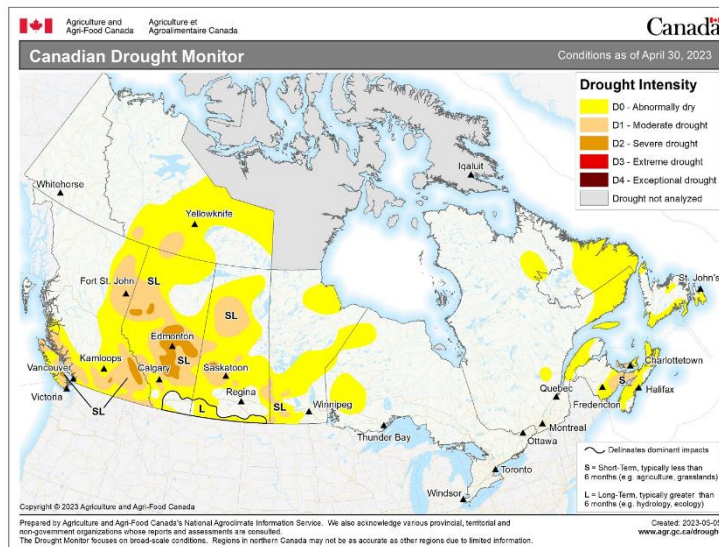 Agriculture and
Agri-Food Canada
Agriculture et
Agroalimentaire Canada
Canada
Canadian Drought Monitor
Conditions as of April 30, 2023
Drought Intensity
D0 - Abnormally dry
D1 - Moderate drought
D2 - Severe drought
D3 - Extreme drought
D4 - Exceptional drought
Drought not analyzed
Iqaluit
Whitehorse
Yellowknife
Fort St. John
SL
St. John's
SL
Edmonton
SL
Charlottetown
Kamloops
Calgary
Saskatoon
S
Vancouver
Regina
Quebec
Halifax
Victoria
L
SL
Winnipeg
Fredericton
SL
Montreal
Thunder Bay
Ottawa
Delineates dominant impacts
Toronto
S = Short-Term, typically less than
6 months (e.g. agriculture, grasslands)
Windsor
L = Long-Term, typically greater than
6 months (e.g. hydrology, ecology)
Copyright © 2023 Agriculture and Agri-Food Canada
Prepared by Agriculture and Agri-Food Canada's National Agroclimate Information Service. We also acknowledge various provincial, territorial and
non-government organizations whose reports and assessments are consulted.
The Drought Monitor focuses on broad-scale conditions. Regions in northern Canada may not be as accurate as other regions due to limited information.
Created: 2023-05-05
www.agr.gc.ca/drough